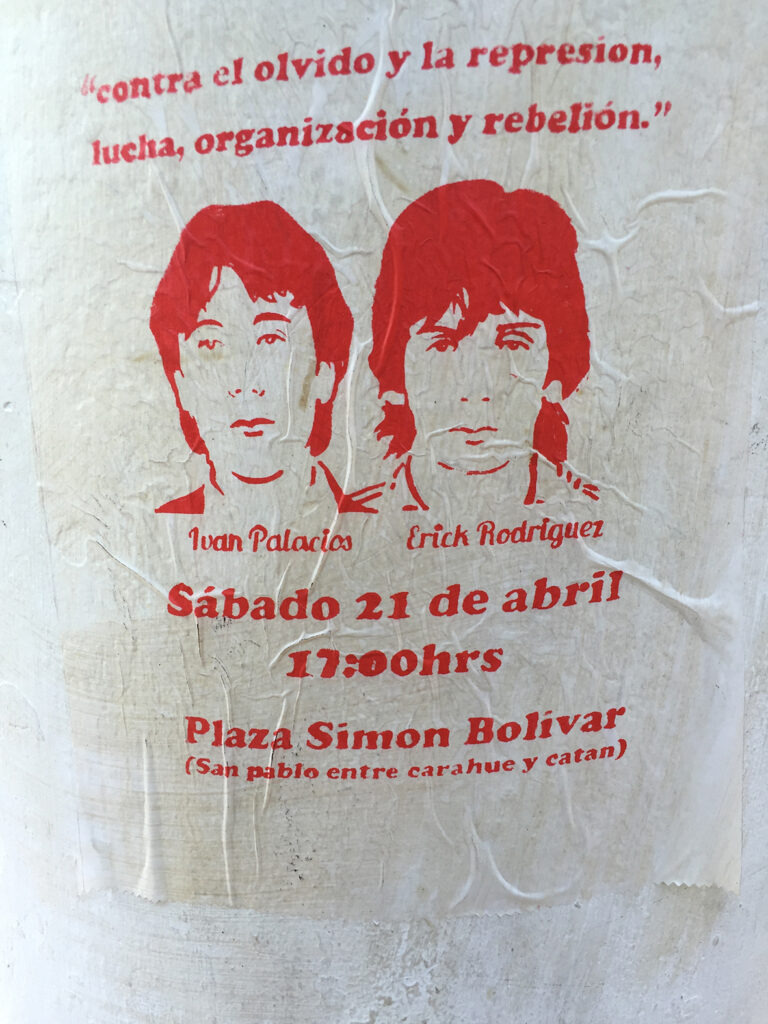 “contra el olvido y la represion,
lucha, organización y rebelión.”
Ivan Palacios
Erick Rodriguez
Sábado 21 de abril
17:00hrs
Plaza Simon Bolívar
(San pablo entre carahue y catan)